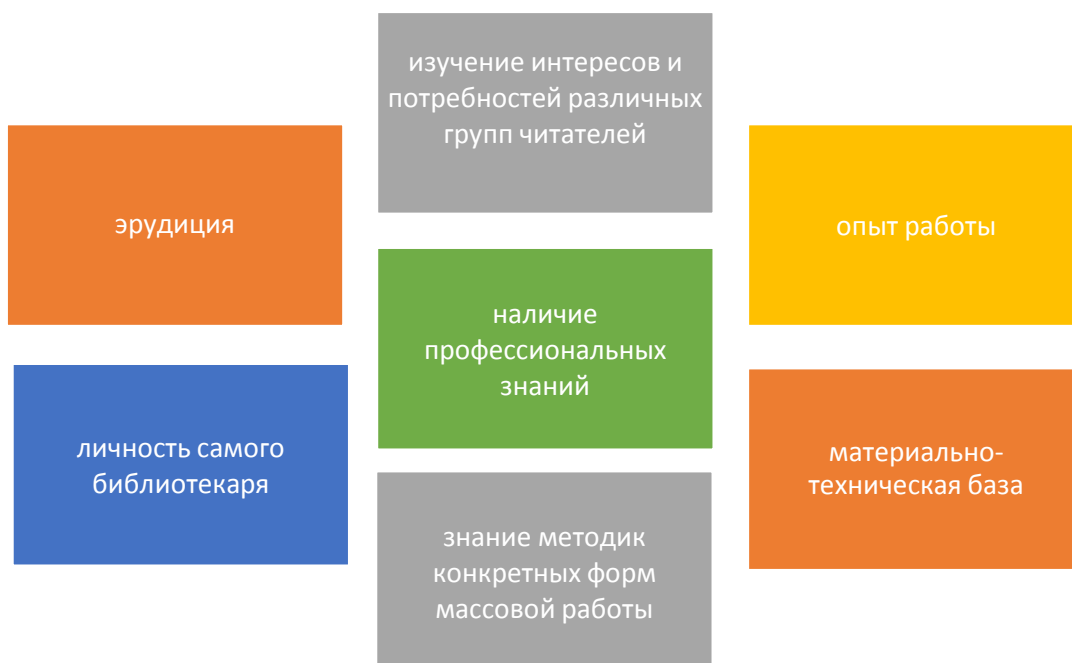 изучение интересов и
потребностей различных
групп читателей
эрудиция
опыт работы
наличие
профессиональных
знаний
личность самого
библиотекаря
материально-
техническая база
знание методик
конкретных форм
массовой работы